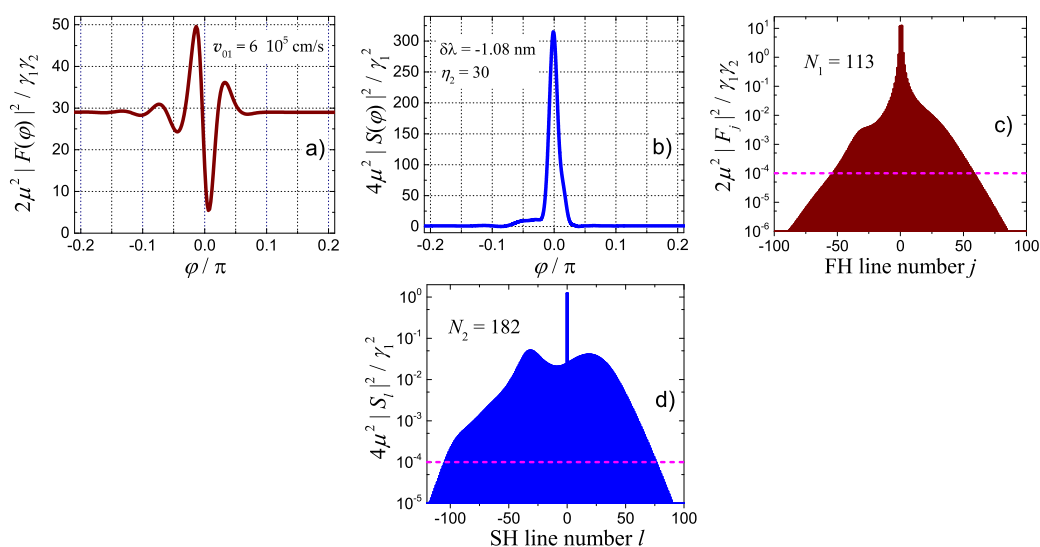 2μ² | F(φ) |² / γ₁γ₂
50
40
30
20
10
0
v₀₁ = 6 10⁵ cm/s
a)
-0.2 -0.1 0.0 0.1 0.2
φ / π
4μ² | S(φ) |² / γ₁²
300
250
200
150
100
50
0
δλ = -1.08 nm
η₂ = 30
b)
-0.2 -0.1 0.0 0.1 0.2
φ / π
2μ² | F_j |² / γ₁γ₂
10¹
10⁰
10⁻¹
10⁻²
10⁻³
10⁻⁴
10⁻⁵
10⁻⁶
N₁ = 113
c)
-100 -50 0 50 100
FH line number j
4μ² | S_l |² / γ₁²
10⁰
10⁻¹
10⁻²
10⁻³
10⁻⁴
10⁻⁵
N₂ = 182
d)
-100 -50 0 50 100
SH line number l